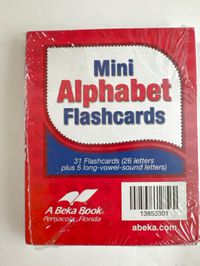 Mini
Alphabet
Flashcards
31 Flashcards (26 letters
plus 5 long-vowel-sound letters)
A Beka Book
Pensacola, Florida
13853301
abeka.com